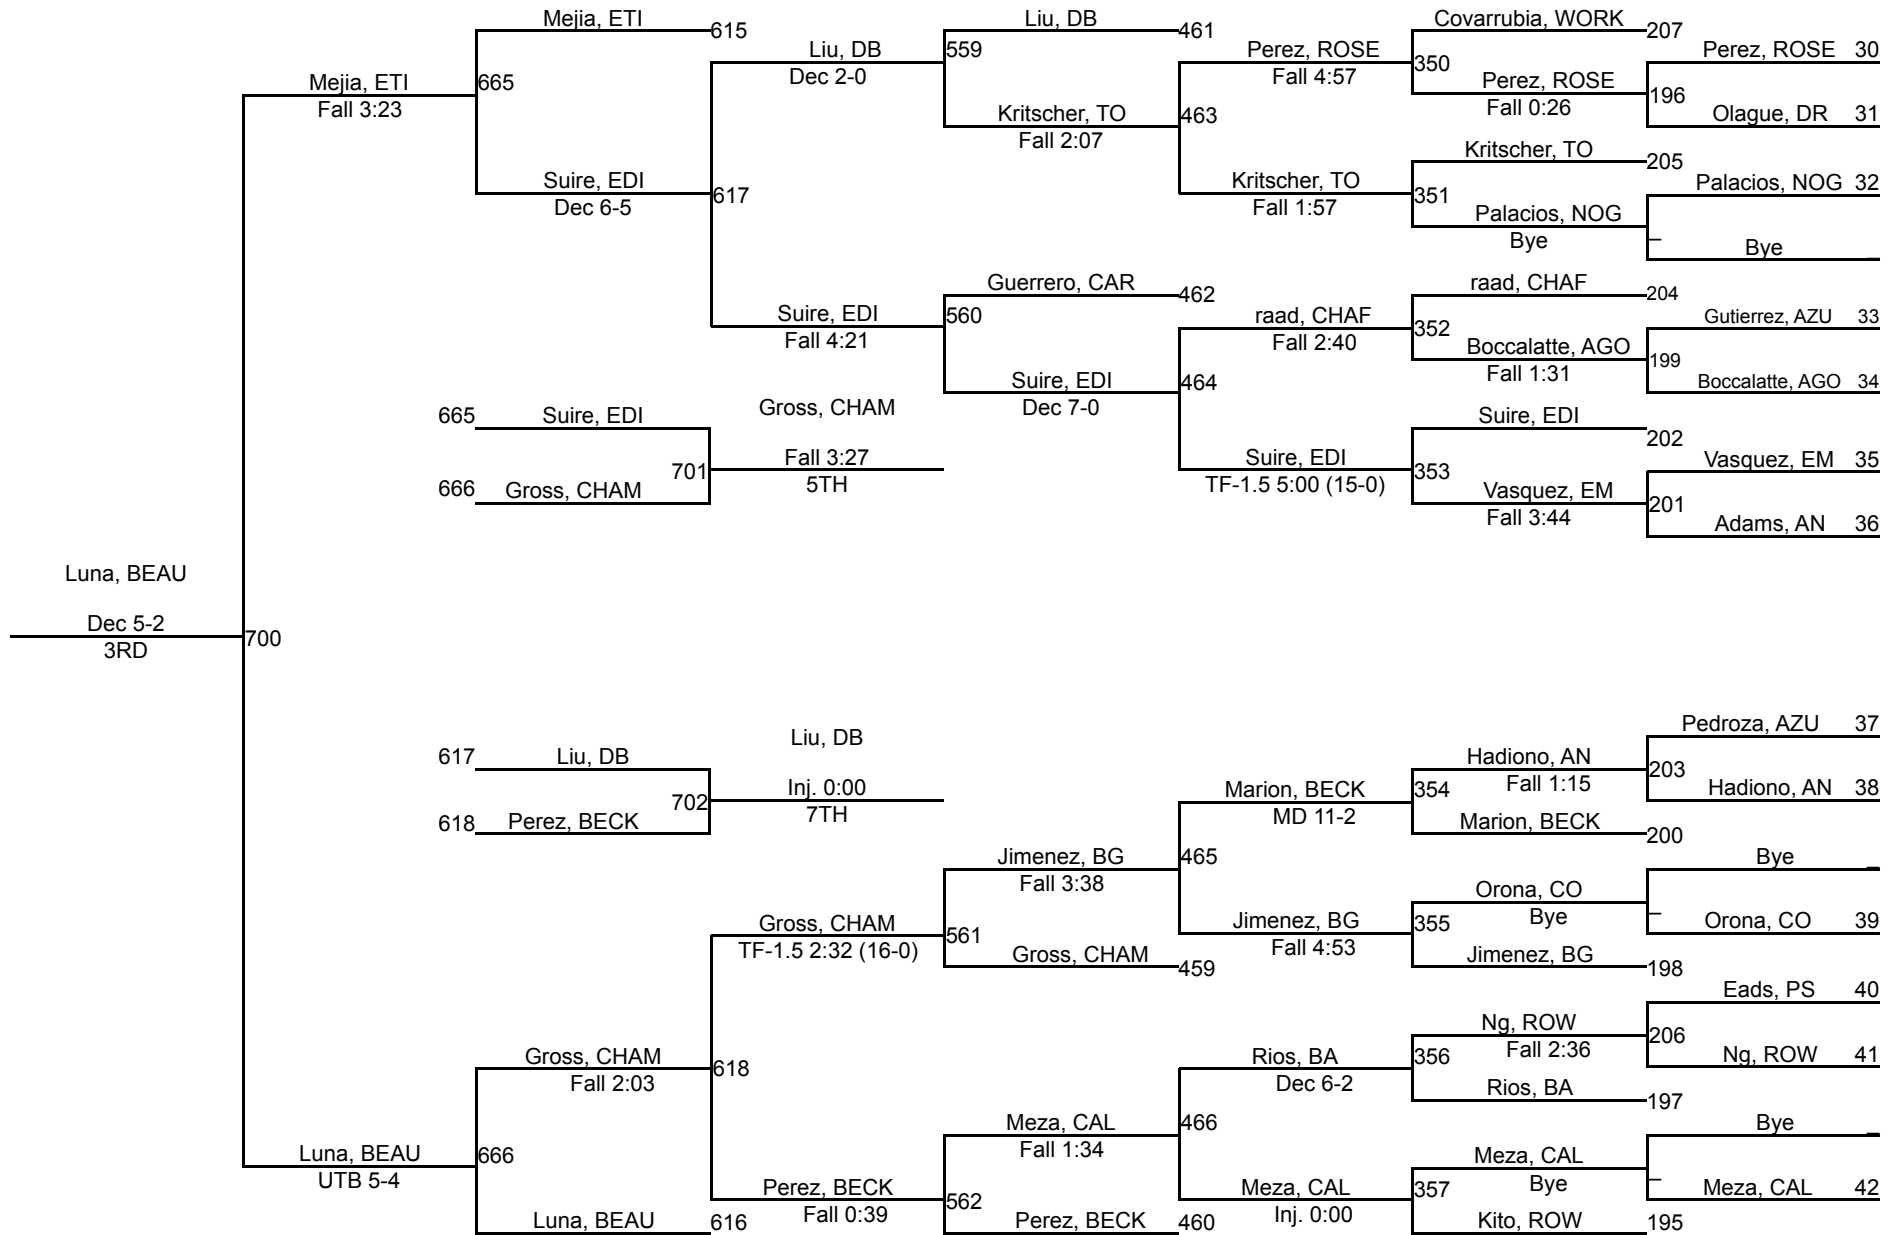 Mejia, ETI
615
Liu, DB
461
Covarrubia, WORK
207
Liu, DB
Dec 2-0
559
Perez, ROSE
Fall 4:57
350
Perez, ROSE 30
Mejia, ETI
Fall 3:23
665
Perez, ROSE
Fall 0:26
196
Kritscher, TO
Fall 2:07
463
Olague, DR 31
Kritscher, TO
205
Suire, EDI
Dec 6-5
617
Kritscher, TO
Fall 1:57
351
Palacios, NOG 32
Palacios, NOG
Bye
_
Bye _
Guerrero, CAR
462
raad, CHAF
204
Suire, EDI
Fall 4:21
560
raad, CHAF
Fall 2:40
352
Gutierrez, AZU 33
Boccalatte, AGO
Fall 1:31
199
Suire, EDI
Dec 7-0
464
Boccalatte, AGO 34
665
Suire, EDI
Gross, CHAM
Suire, EDI
202
701
Fall 3:27
5TH
Suire, EDI
TF-1.5 5:00 (15-0)
353
Vasquez, EM 35
666
Gross, CHAM
Vasquez, EM
Fall 3:44
201
Adams, AN 36
Luna, BEAU
Dec 5-2
3RD
700
Pedroza, AZU 37
617
Liu, DB
Liu, DB
Hadiono, AN
Fall 1:15
203
702
Inj. 0:00
7TH
Marion, BECK
MD 11-2
354
Hadiono, AN 38
618
Perez, BECK
Marion, BECK
200
Jimenez, BG
Fall 3:38
465
Bye _
Orona, CO
Bye
_
Gross, CHAM
TF-1.5 2:32 (16-0)
561
Jimenez, BG
Fall 4:53
355
Orona, CO 39
Gross, CHAM
459
Jimenez, BG
198
Eads, PS 40
Ng, ROW
Fall 2:36
206
Gross, CHAM
Fall 2:03
618
Rios, BA
Dec 6-2
356
Ng, ROW 41
Rios, BA
197
Meza, CAL
Fall 1:34
466
Bye _
Luna, BEAU
UTB 5-4
666
Meza, CAL
Bye
_
Perez, BECK
Fall 0:39
562
Meza, CAL
Inj. 0:00
357
Meza, CAL 42
Luna, BEAU
616
Perez, BECK
460
Kito, ROW
195